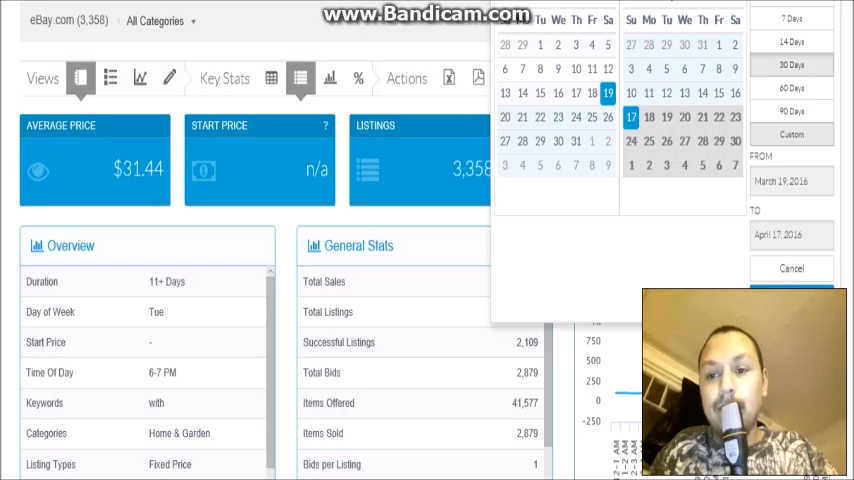 www.Bandicam.com
eBay.com (3,358) All Categories
Views Key Stats Actions
AVERAGE PRICE
$31.44
START PRICE ?
n/a
LISTINGS
3,358
Overview
Duration 11+ Days
Day of Week Tue
Start Price -
Time Of Day 6-7 PM
Keywords with
Categories Home & Garden
Listing Types Fixed Price
General Stats
Total Sales
Total Listings
Successful Listings 2,109
Total Bids 2,879
Items Offered 41,577
Items Sold 2,879
Bids per Listing 1
Tu We Th Fr Sa
28 29 1 2 3 4 5
6 7 8 9 10 11 12
13 14 15 16 17 18 19
20 21 22 23 24 25 26
27 28 29 30 31 1 2
3 4 5 6 7 8 9
Su Mo Tu We Th Fr Sa
27 28 29 30 31 1 2
3 4 5 6 7 8 9
10 11 12 13 14 15 16
17 18 19 20 21 22 23
24 25 26 27 28 29 30
1 2 3 4 5 6 7
7 Days
14 Days
30 Days
60 Days
90 Days
Custom
FROM
March 19, 2016
TO
April 17, 2016
Cancel
750
500
250
0
-250
12-1 AM
1-2 AM